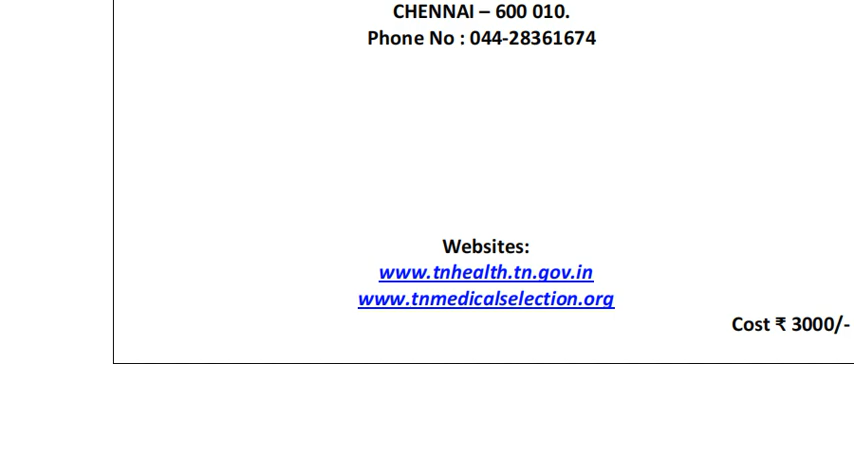 CHENNAI – 600 010.
Phone No : 044-28361674
Websites:
www.tnhealth.tn.gov.in
www.tnmedicalselection.org
Cost ₹ 3000/-